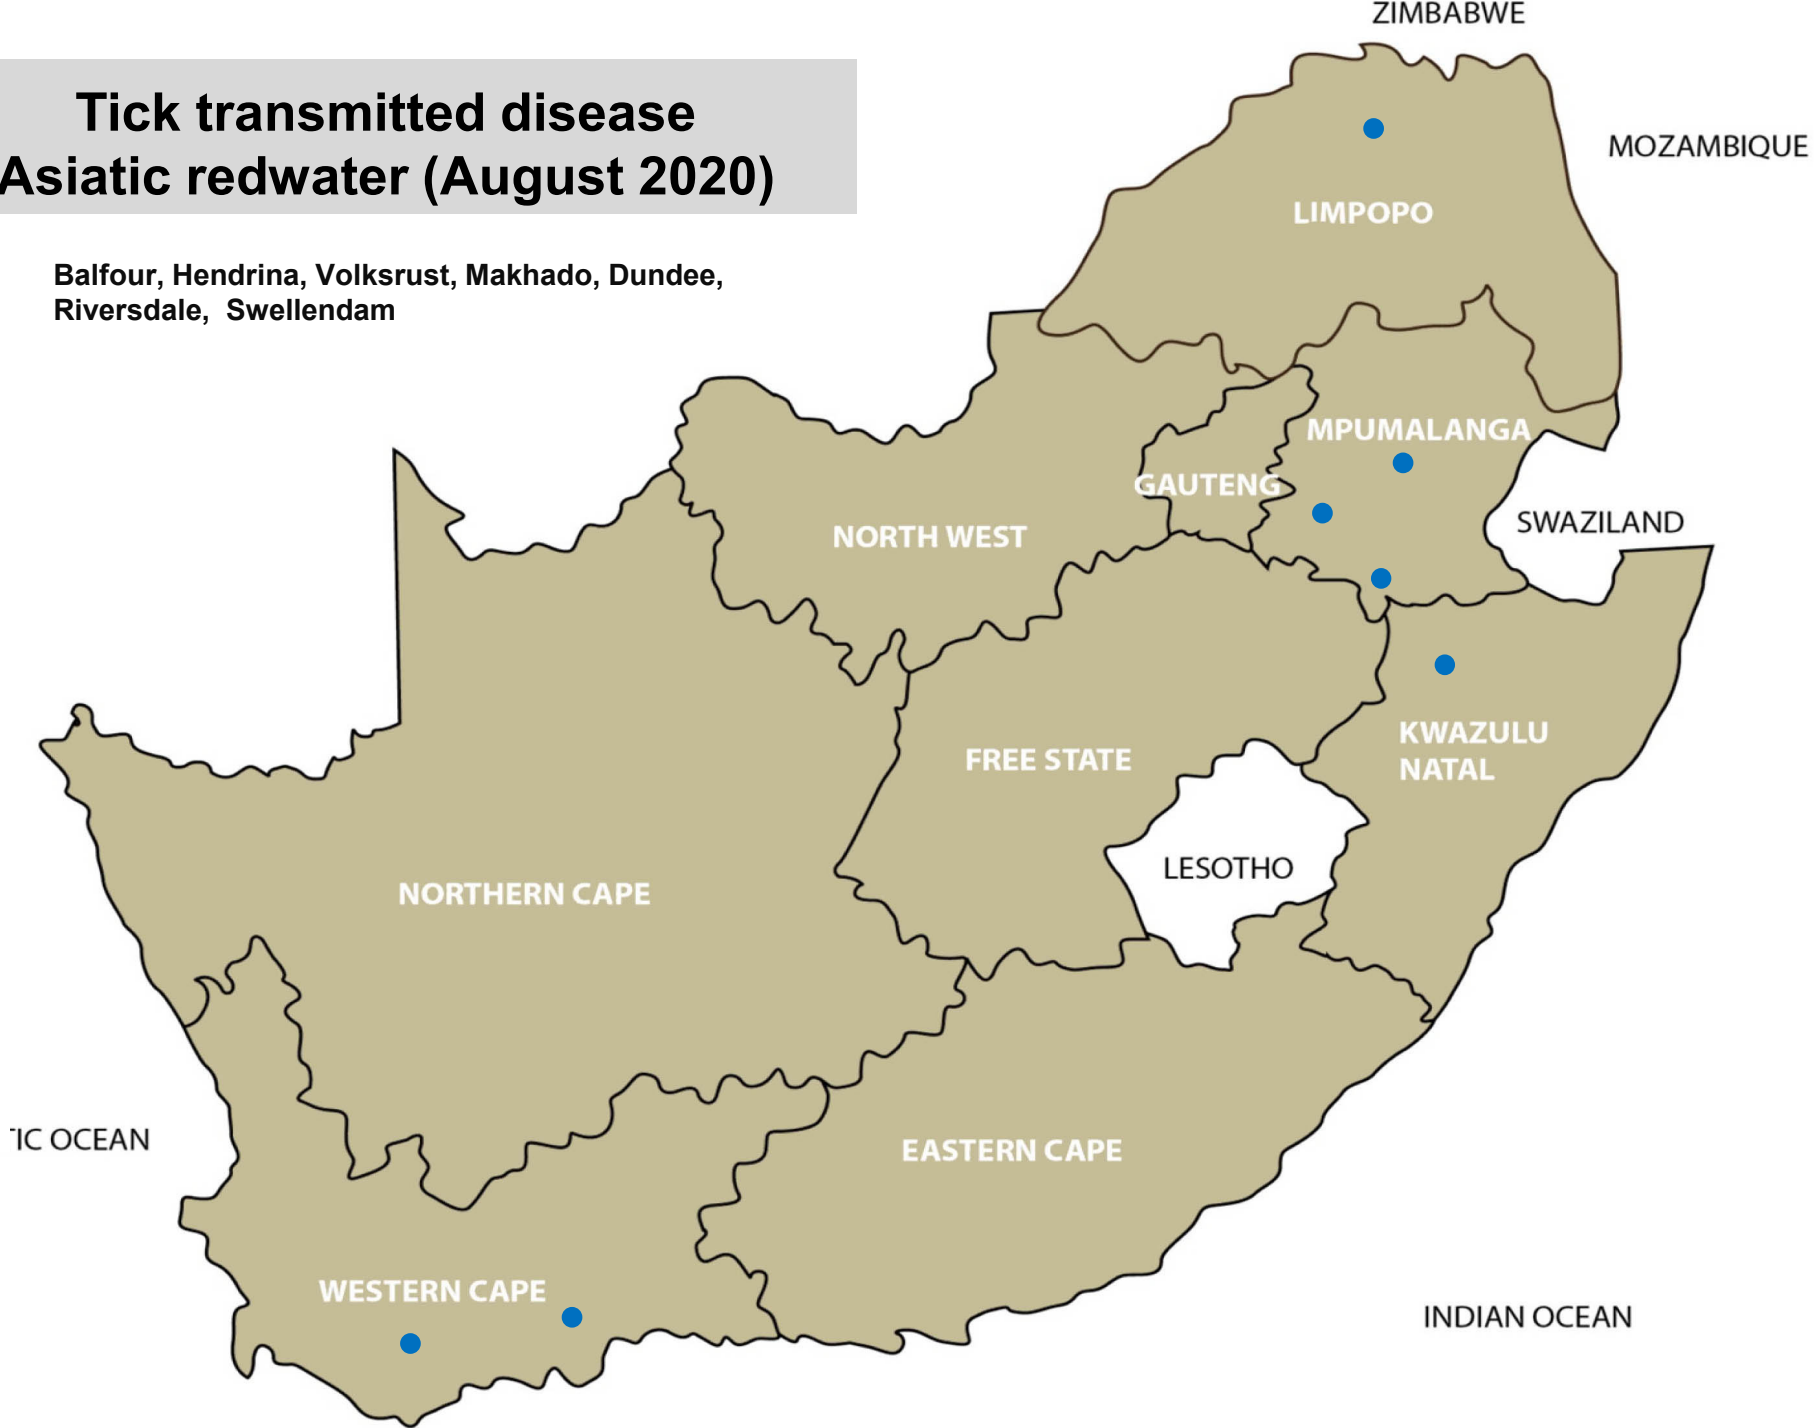 ZIMBABWE
Tick transmitted disease
Asiatic redwater (August 2020)
MOZAMBIQUE
LIMPOPO
Balfour, Hendrina, Volksrust, Makhado, Dundee,
Riversdale, Swellendam
MPUMALANGA
GAUTENG
NORTH WEST
SWAZILAND
KWAZULU
NATAL
FREE STATE
LESOTHO
NORTHERN CAPE
TIC OCEAN
EASTERN CAPE
WESTERN CAPE
INDIAN OCEAN